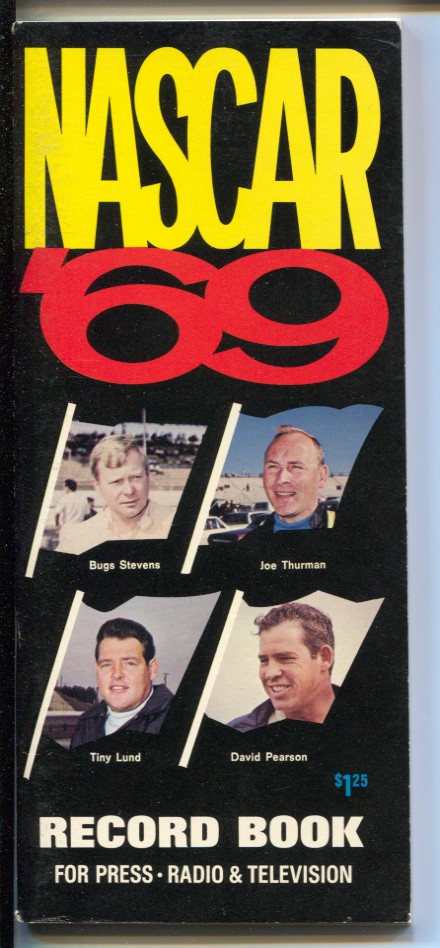 NASCAR
'69
Bugs Stevens
Joe Thurman
Tiny Lund
David Pearson
$1.25
RECORD BOOK
FOR PRESS • RADIO & TELEVISION